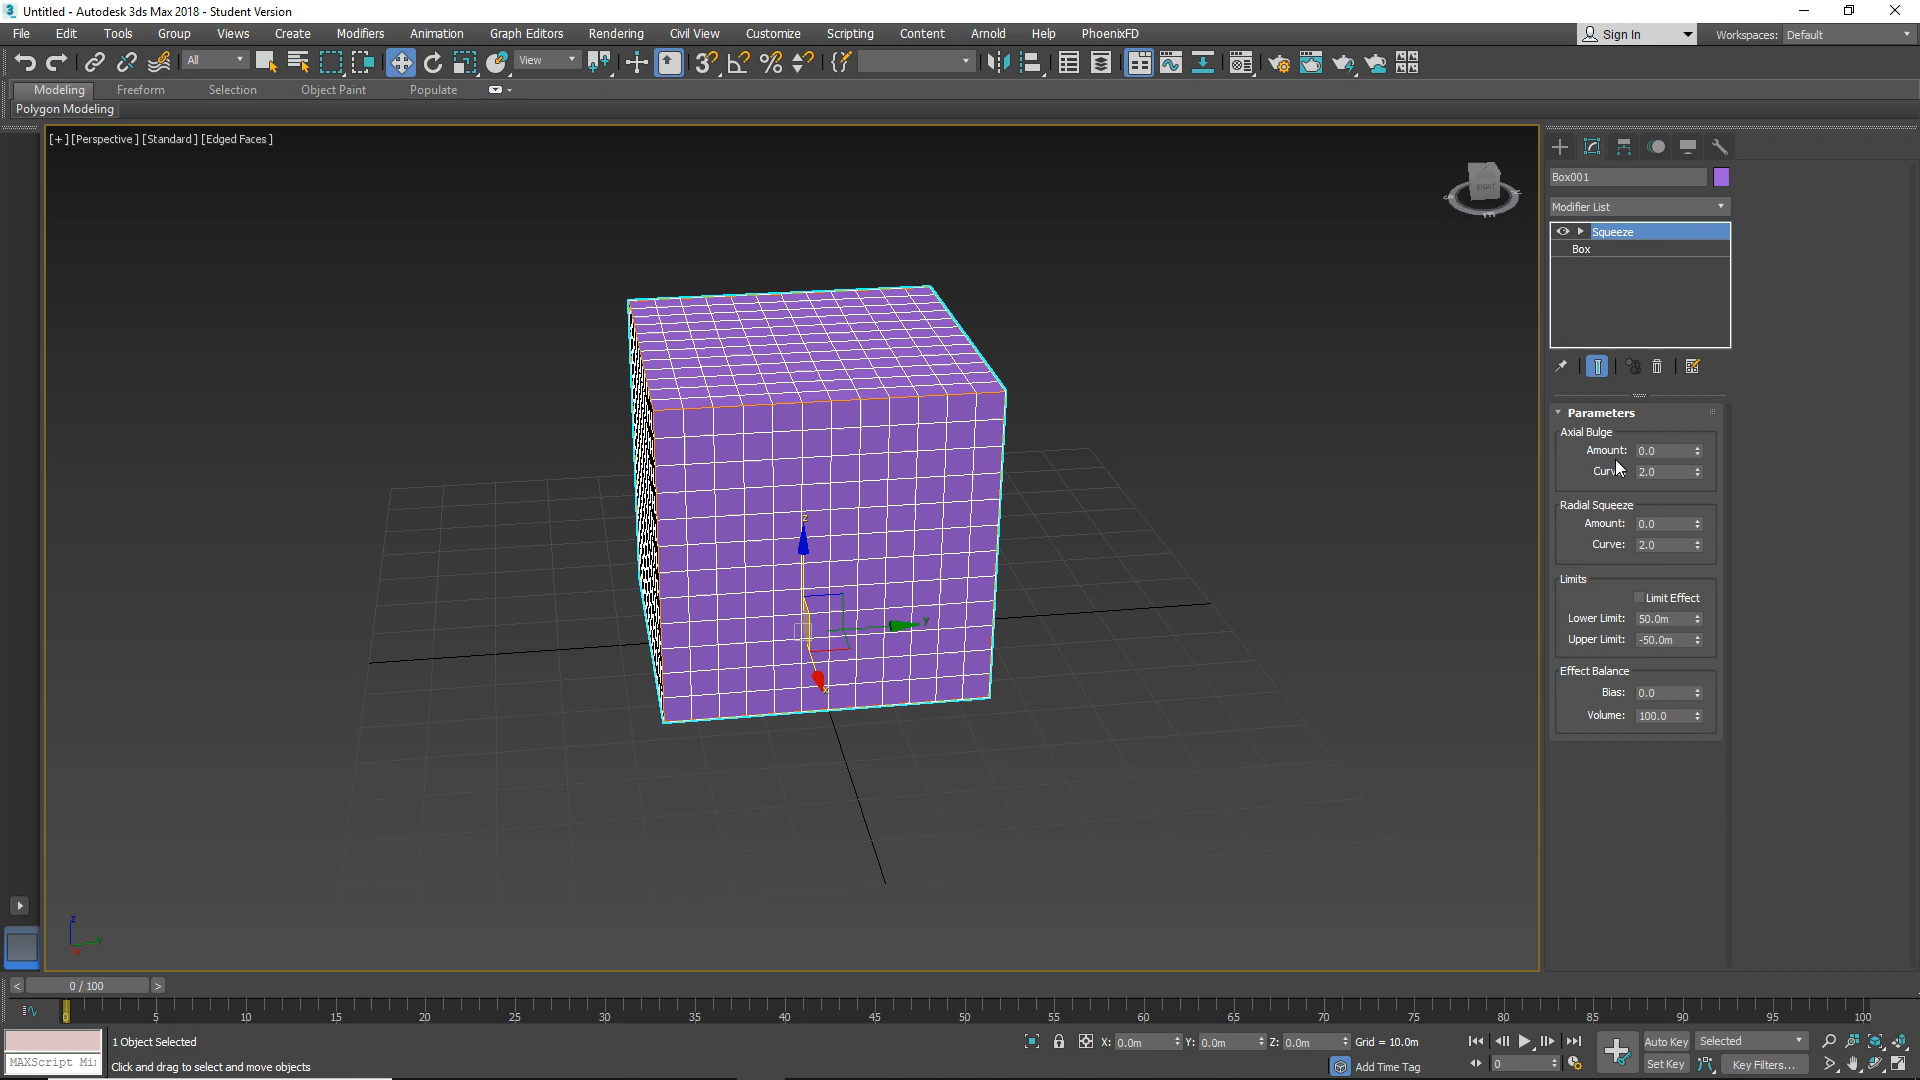 Untitled - Autodesk 3ds Max 2018 - Student Version
File Edit Tools Group Views Create Modifiers Animation Graph Editors Rendering Civil View Customize Scripting Content Arnold Help PhoenixFD
Sign In Workspaces: Default
All View
Modeling Freeform Selection Object Paint Populate
Polygon Modeling
[+] [Perspective] [Standard] [Edged Faces]
RIGHT
Box001
Modifier List
Squeeze
Box
Parameters
Axial Bulge
Amount: 0.0
Curve 2.0
Radial Squeeze
Amount: 0.0
Curve: 2.0
Limits
Limit Effect
Lower Limit: 50.0m
Upper Limit: -50.0m
Effect Balance
Bias: 0.0
Volume: 100.0
z
y
x
z
y
x
< 0 / 100 >
0 5 10 15 20 25 30 35 40 45 50 55 60 65 70 75 80 85 90 95 100
1 Object Selected
X: 0.0m Y: 0.0m Z: 0.0m Grid = 10.0m
Auto Key Selected
MAXScript Mi
Click and drag to select and move objects
Add Time Tag
0
Set Key Key Filters...